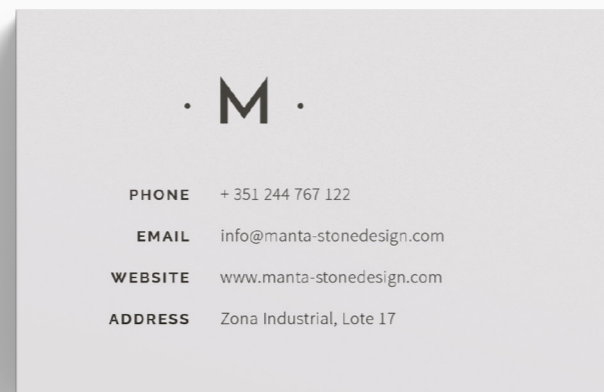 · M ·
PHONE + 351 244 767 122
EMAIL info@manta-stonedesign.com
WEBSITE www.manta-stonedesign.com
ADDRESS Zona Industrial, Lote 17